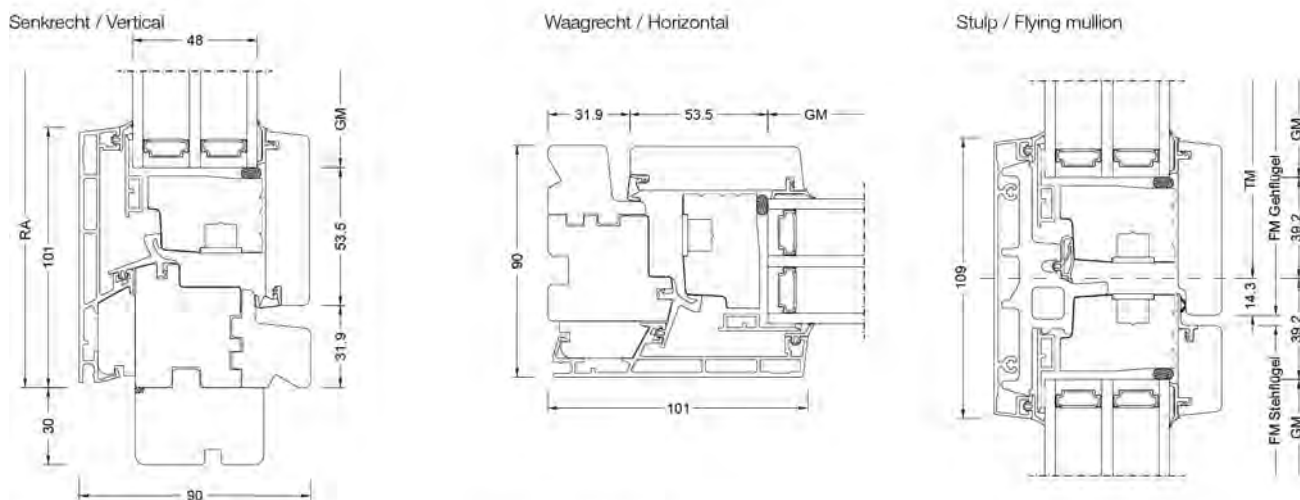 Senkrecht / Vertical
Waagrecht / Horizontal
Stulp / Flying mullion
48
RA
101
30
90
GM
53.5
31.9
31.9
53.5
GM
90
101
109
TM
14.3
FM Gehflügel
FM Stehflügel
GM
39.2
39.2
GM